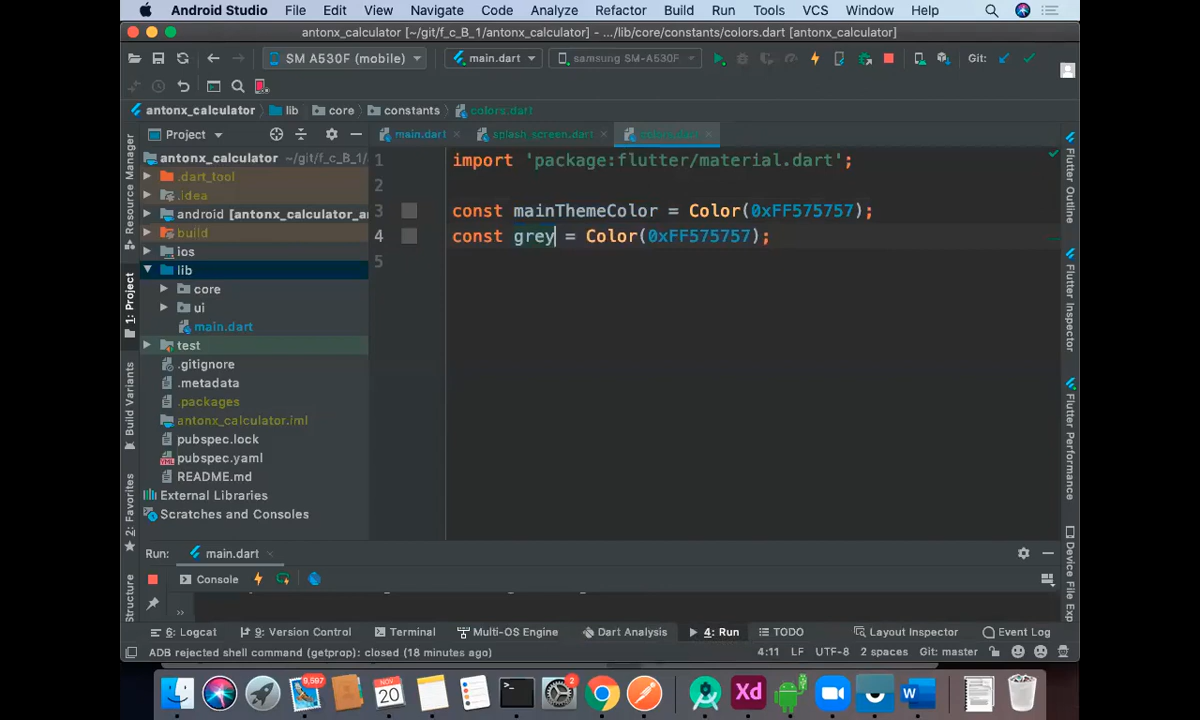 Android Studio File Edit View Navigate Code Analyze Refactor Build Run Tools VCS Window Help
antonx_calculator [~/git/f_c_B_1/antonx_calculator] - .../lib/core/constants/colors.dart [antonx_calculator]
SM A530F (mobile) main.dart samsung SM-A530F Git:
antonx_calculator lib core constants colors.dart
Project main.dart splash_screen.dart colors.dart
antonx_calculator ~/git/f_c_B_1/
.dart_tool
.idea
android [antonx_calculator_a
build
ios
lib
core
ui
main.dart
test
.gitignore
.metadata
.packages
antonx_calculator.iml
pubspec.lock
pubspec.yaml
README.md
External Libraries
Scratches and Consoles
1 import 'package:flutter/material.dart';
2
3 const mainThemeColor = Color(0xFF575757);
4 const grey = Color(0xFF575757);
5
Resource Manager
1: Project
Build Variants
2: Favorites
Structure
Flutter Outline
Flutter Inspector
Flutter Performance
Device File Exp
Run: main.dart
Console
»
6: Logcat 9: Version Control Terminal Multi-OS Engine Dart Analysis 4: Run TODO Layout Inspector Event Log
ADB rejected shell command (getprop): closed (18 minutes ago) 4:11 LF UTF-8 2 spaces Git: master
9,597
NOV
20
2
Xd
W